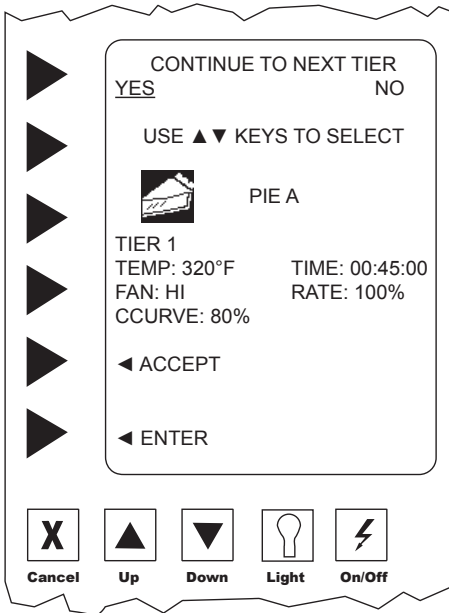 CONTINUE TO NEXT TIER
YES NO
USE ▲▼ KEYS TO SELECT
PIE A
TIER 1
TEMP: 320°F TIME: 00:45:00
FAN: HI RATE: 100%
CCURVE: 80%
◄ ACCEPT
◄ ENTER
X
Cancel Up Down Light On/Off